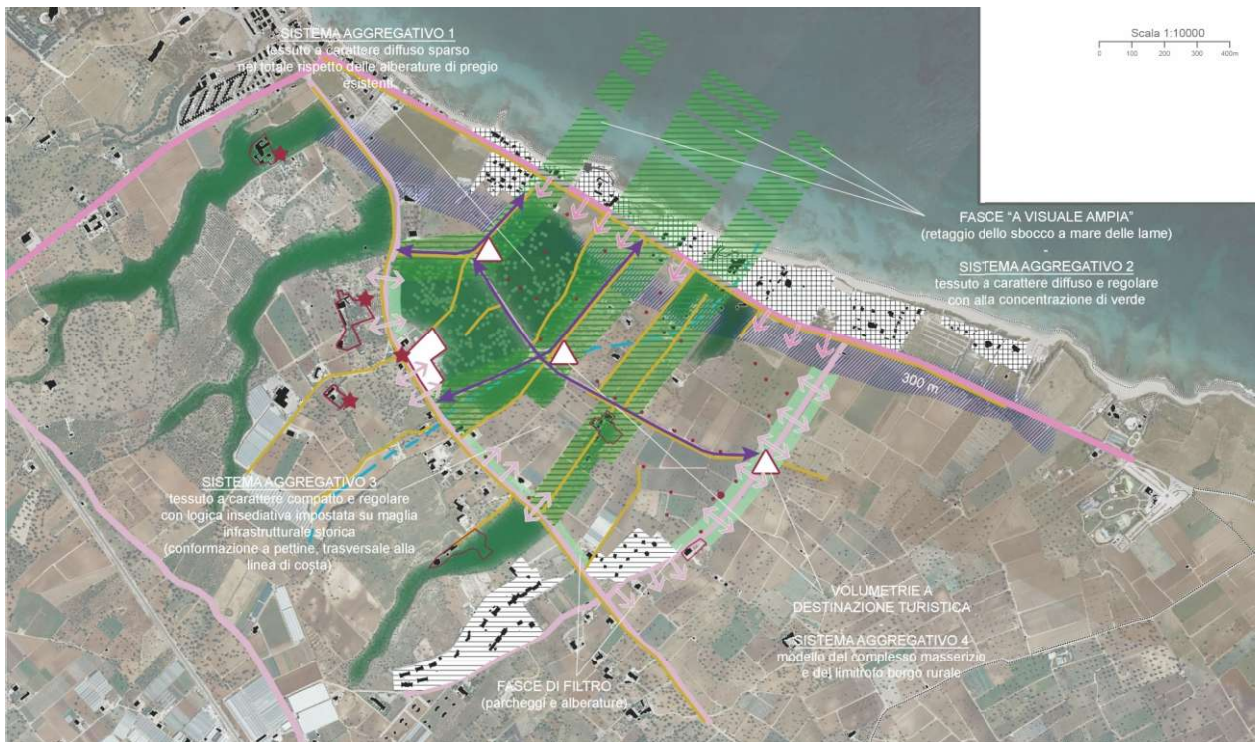 SISTEMA AGGREGATIVO 1
tessuto a carattere diffuso sparso
nel totale rispetto delle alberature di pregio
esistenti
Scala 1:10000
0 100 200 400m
FASCE "A VISUALE AMPIA"
(retaggio dello sbocco a mare delle lame)
-
SISTEMA AGGREGATIVO 2
tessuto a carattere diffuso e regolare
con alta concentrazione di verde
300 m
SISTEMA AGGREGATIVO 3
tessuto a carattere compatto e regolare
con logica insediativa impostata su maglia
infrastrutturale storica
(conformazione a pettine, trasversale alla
linea di costa)
VOLUMETRIE A
DESTINAZIONE TURISTICA
-
SISTEMA AGGREGATIVO 4
modello del complesso masserizio
e del limitrofo borgo rurale
FASCE DI FILTRO
(parcheggi e alberature)